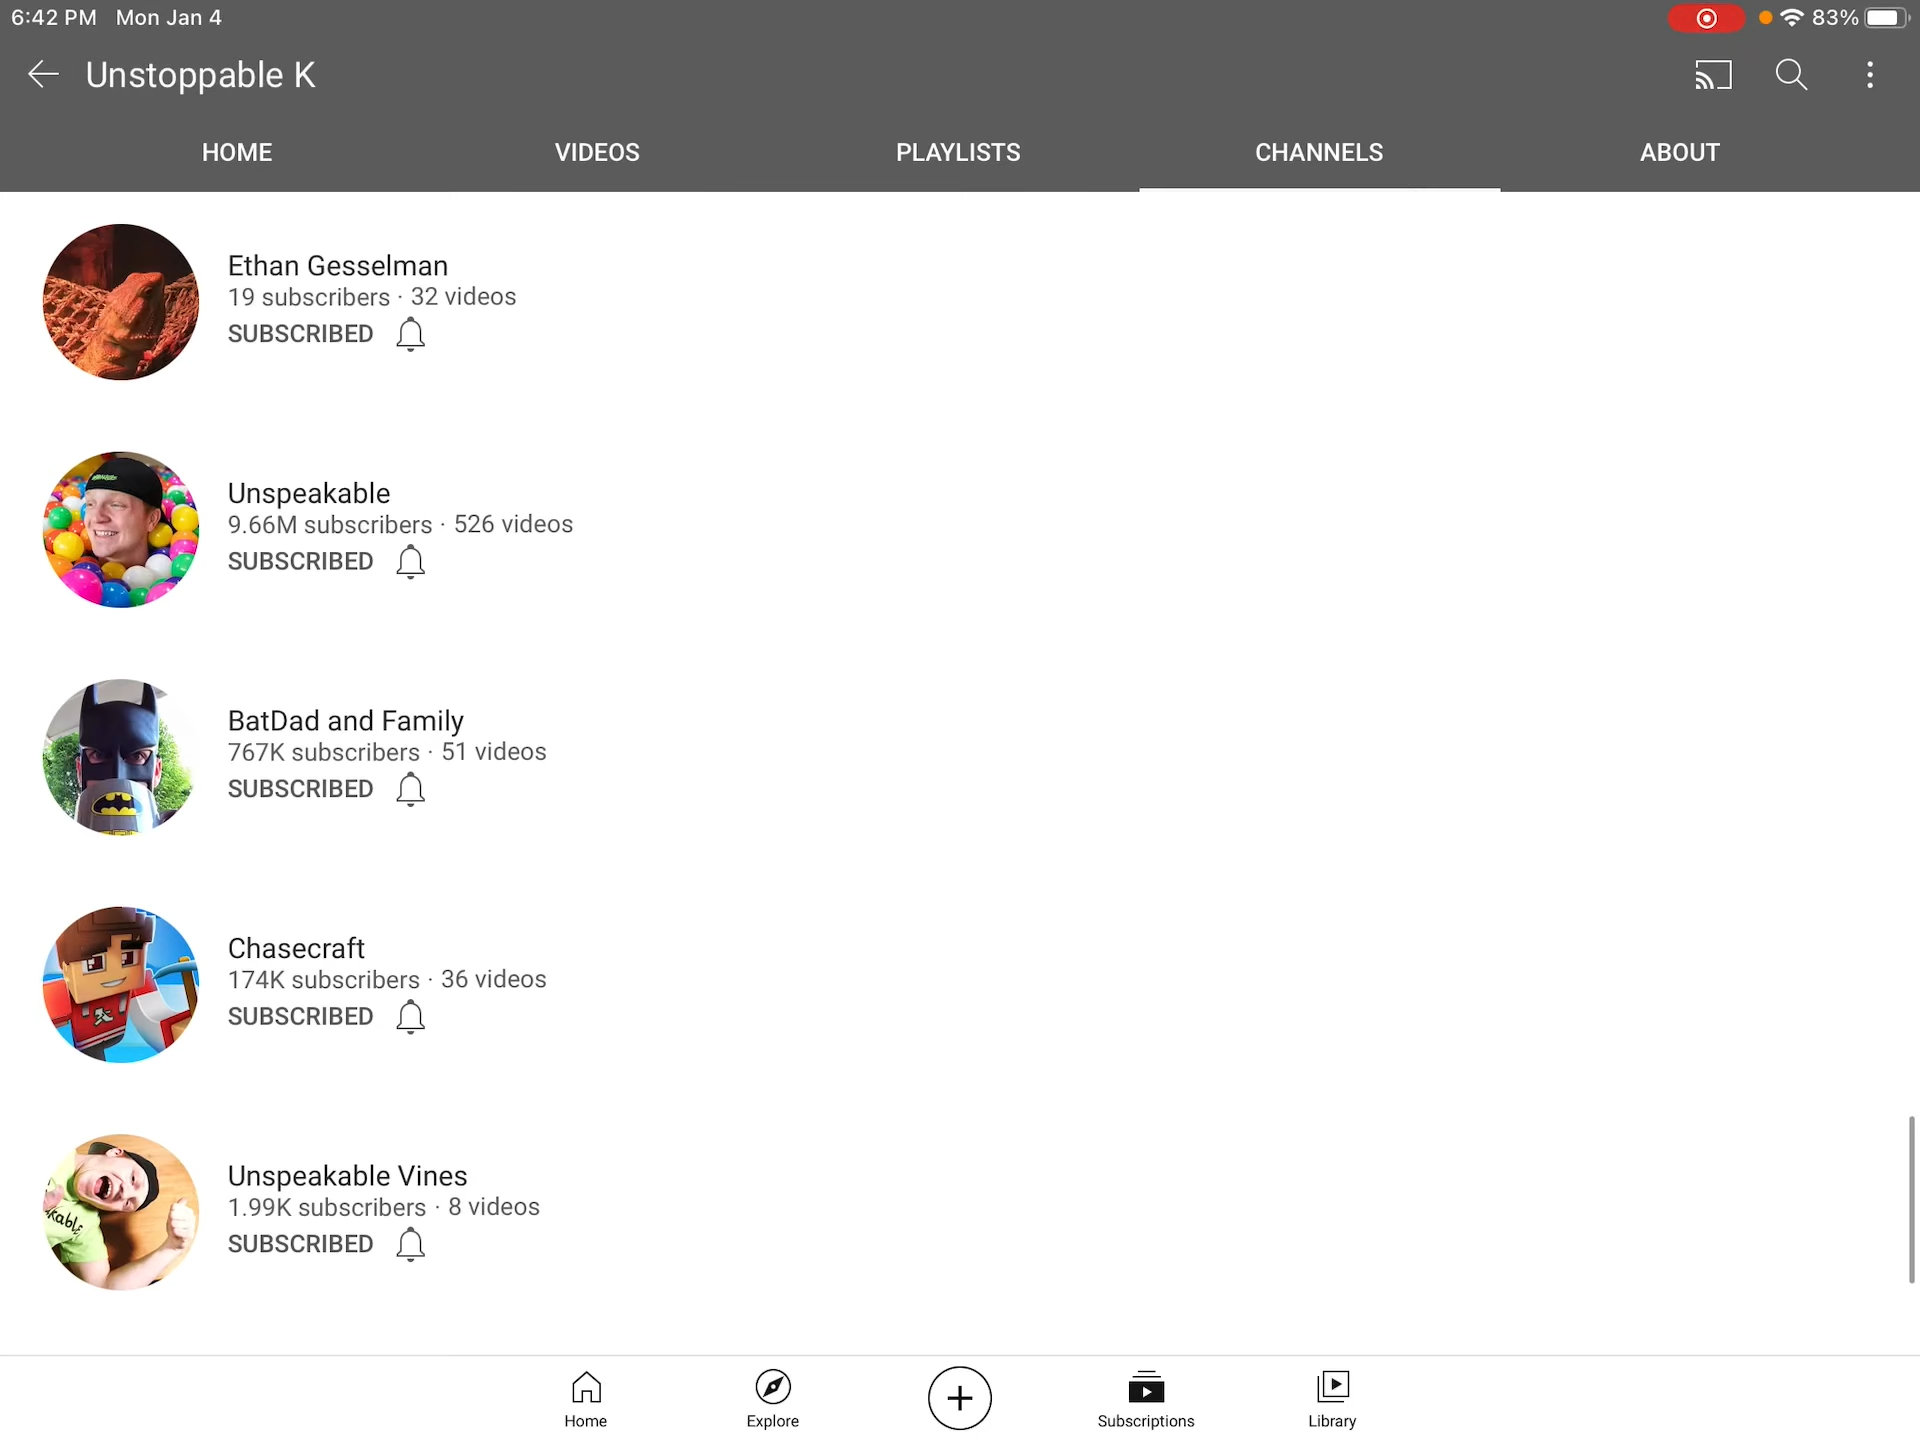 6:42 PM Mon Jan 4 83%
Unstoppable K
HOME VIDEOS PLAYLISTS CHANNELS ABOUT
Ethan Gesselman
19 subscribers · 32 videos
SUBSCRIBED
Unspeakable
9.66M subscribers · 526 videos
SUBSCRIBED
BatDad and Family
767K subscribers · 51 videos
SUBSCRIBED
Chasecraft
174K subscribers · 36 videos
SUBSCRIBED
Unspeakable Vines
1.99K subscribers · 8 videos
SUBSCRIBED
Home Explore Subscriptions Library